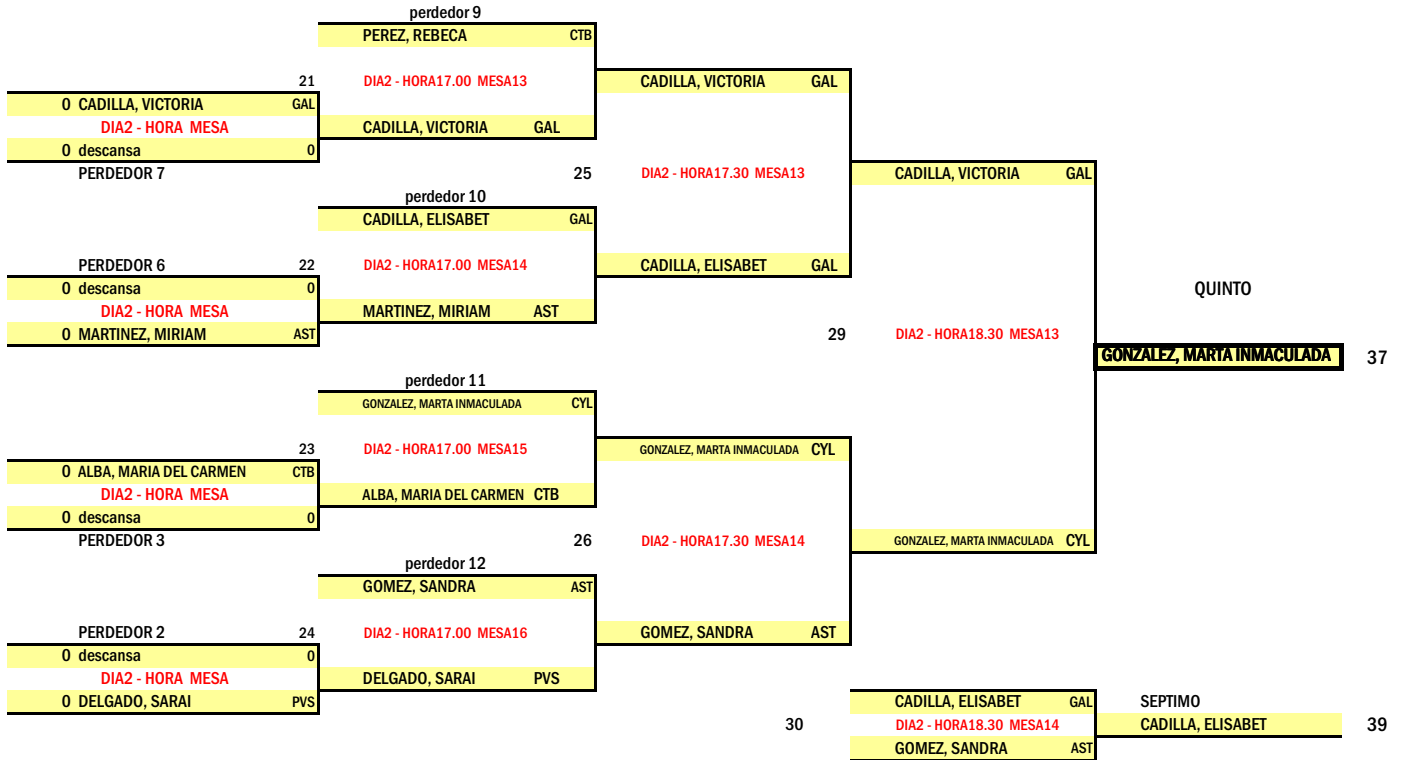 perdedor 9
PEREZ, REBECA CTB
21 DIA2 - HORA17.00 MESA13 CADILLA, VICTORIA GAL
0 CADILLA, VICTORIA GAL
DIA2 - HORA MESA CADILLA, VICTORIA GAL
0 descansa 0
PERDEDOR 7 25 DIA2 - HORA17.30 MESA13 CADILLA, VICTORIA GAL
perdedor 10
CADILLA, ELISABET GAL
PERDEDOR 6 22 DIA2 - HORA17.00 MESA14 CADILLA, ELISABET GAL
0 descansa 0 QUINTO
DIA2 - HORA MESA MARTINEZ, MIRIAM AST
0 MARTINEZ, MIRIAM AST 29 DIA2 - HORA18.30 MESA13
GONZALEZ, MARTA INMACULADA 37
perdedor 11
GONZALEZ, MARTA INMACULADA CYL
23 DIA2 - HORA17.00 MESA15 GONZALEZ, MARTA INMACULADA CYL
0 ALBA, MARIA DEL CARMEN CTB
DIA2 - HORA MESA ALBA, MARIA DEL CARMEN CTB
0 descansa 0
PERDEDOR 3 26 DIA2 - HORA17.30 MESA14 GONZALEZ, MARTA INMACULADA CYL
perdedor 12
GOMEZ, SANDRA AST
PERDEDOR 2 24 DIA2 - HORA17.00 MESA16 GOMEZ, SANDRA AST
0 descansa 0
DIA2 - HORA MESA DELGADO, SARAI PVS
0 DELGADO, SARAI PVS CADILLA, ELISABET GAL SEPTIMO
30 DIA2 - HORA18.30 MESA14 CADILLA, ELISABET 39
GOMEZ, SANDRA AST